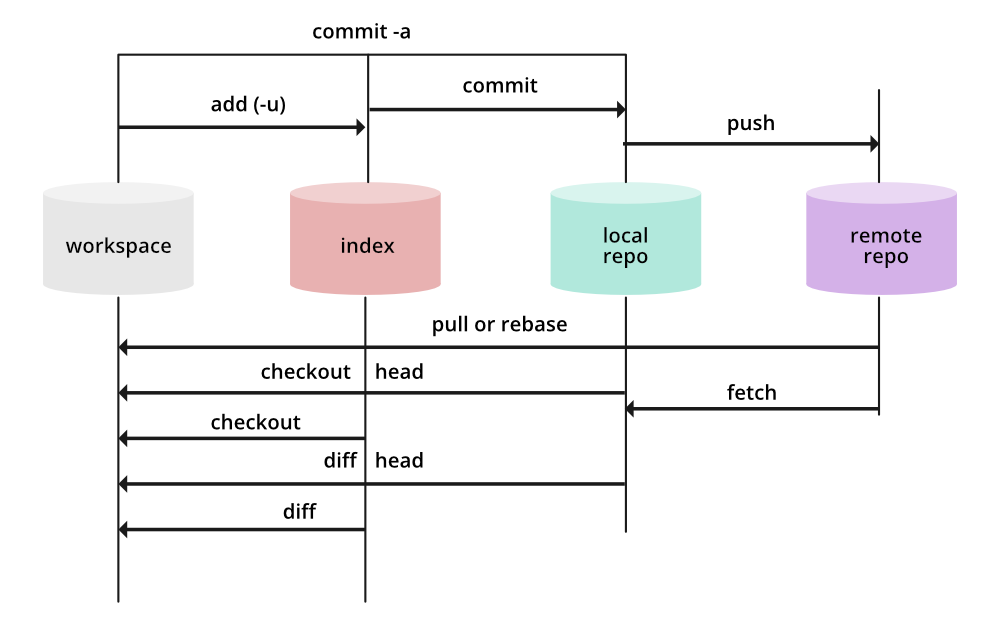 commit -a
commit
add (-u)
push
workspace
index
local
repo
remote
repo
pull or rebase
checkout head
fetch
checkout
diff head
diff